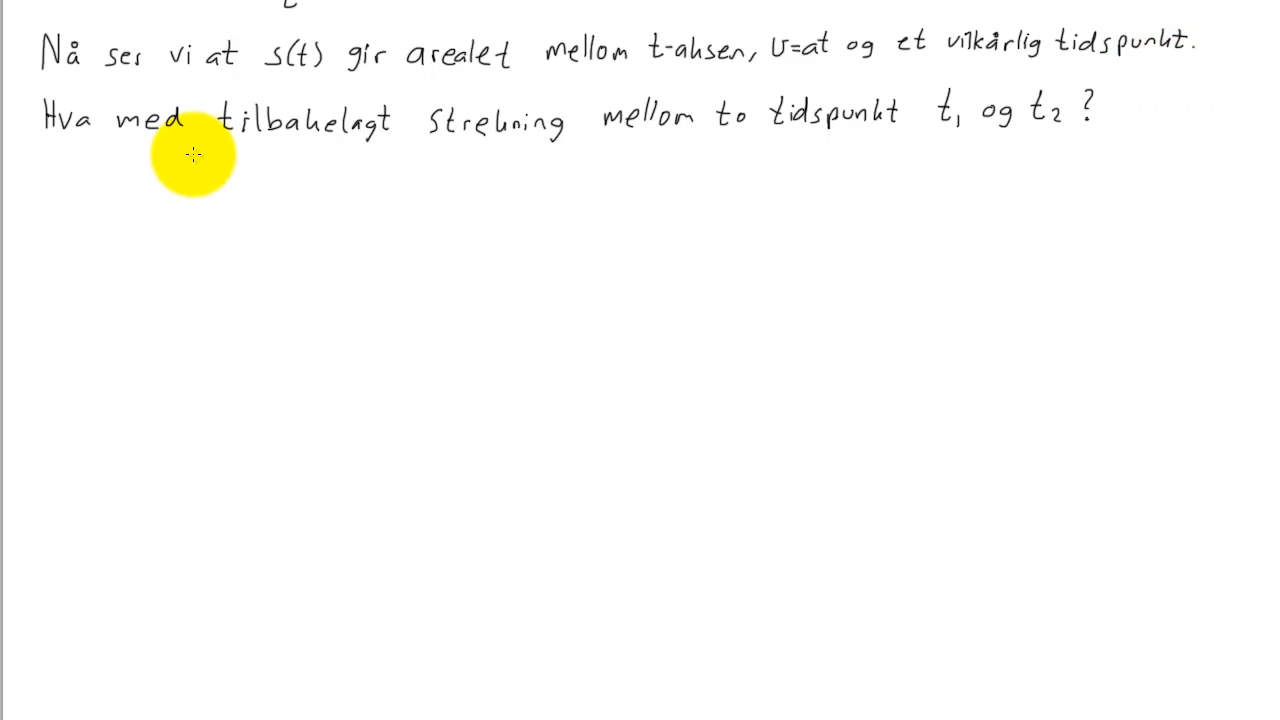 Nå ser vi at s(t) gir arealet mellom t-aksen, v=at og et vilkårlig tidspunkt.
Hva med tilbakelagt strekning mellom to tidspunkt t₁ og t₂ ?